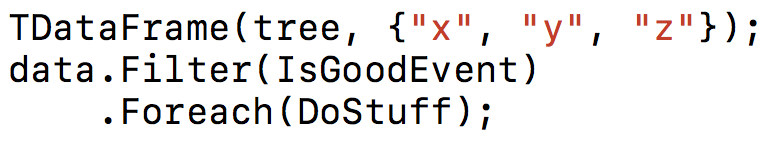 TDataFrame(tree, {"x", "y", "z"});
data.Filter(IsGoodEvent)
    .Foreach(DoStuff);